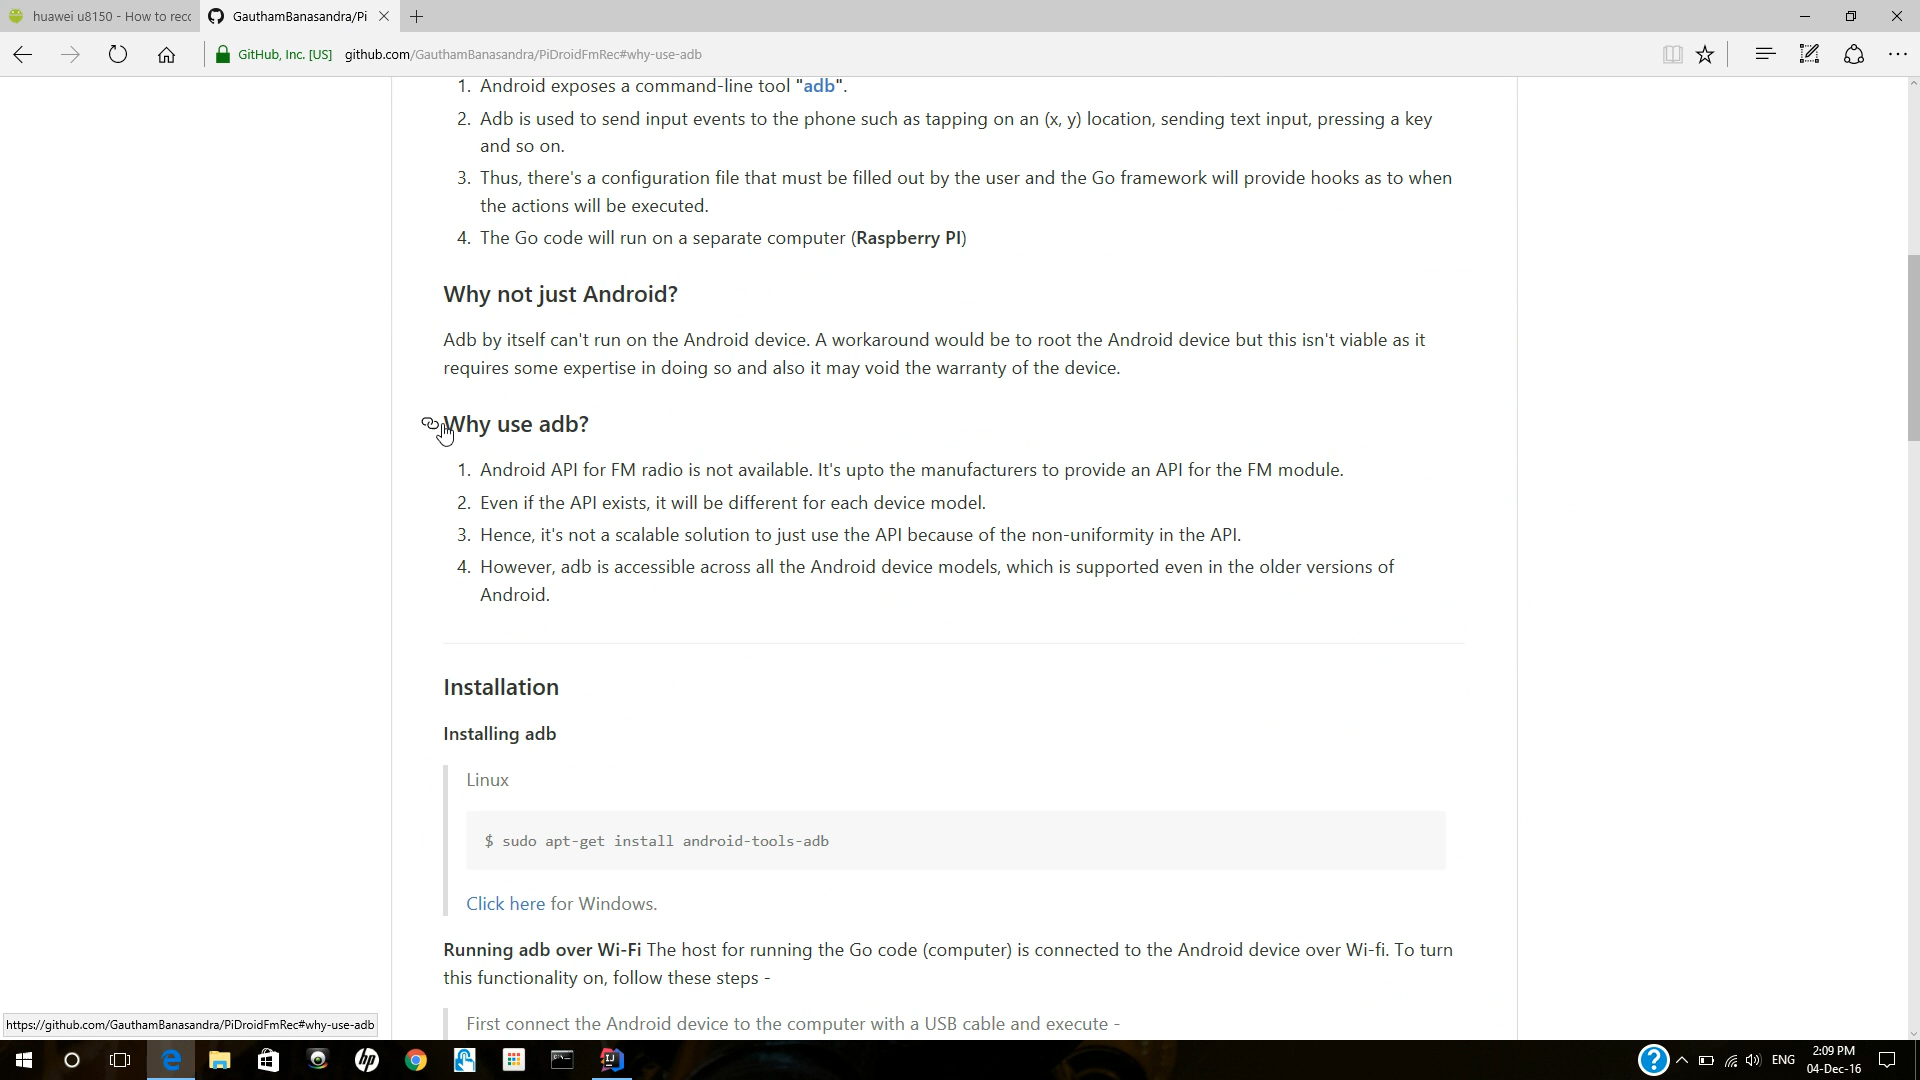 huawei u8150 - How to recc
GauthamBanasandra/Pi
GitHub, Inc. [US] github.com/GauthamBanasandra/PiDroidFmRec#why-use-adb
1. Android exposes a command-line tool "adb".
2. Adb is used to send input events to the phone such as tapping on an (x, y) location, sending text input, pressing a key
and so on.
3. Thus, there's a configuration file that must be filled out by the user and the Go framework will provide hooks as to when
the actions will be executed.
4. The Go code will run on a separate computer (Raspberry PI)
Why not just Android?
Adb by itself can't run on the Android device. A workaround would be to root the Android device but this isn't viable as it
requires some expertise in doing so and also it may void the warranty of the device.
Why use adb?
1. Android API for FM radio is not available. It's upto the manufacturers to provide an API for the FM module.
2. Even if the API exists, it will be different for each device model.
3. Hence, it's not a scalable solution to just use the API because of the non-uniformity in the API.
4. However, adb is accessible across all the Android device models, which is supported even in the older versions of
Android.
Installation
Installing adb
Linux
$ sudo apt-get install android-tools-adb
Click here for Windows.
Running adb over Wi-Fi The host for running the Go code (computer) is connected to the Android device over Wi-fi. To turn
this functionality on, follow these steps -
First connect the Android device to the computer with a USB cable and execute -
https://github.com/GauthamBanasandra/PiDroidFmRec#why-use-adb
hp
IJ
?
ENG
2:09 PM
04-Dec-16